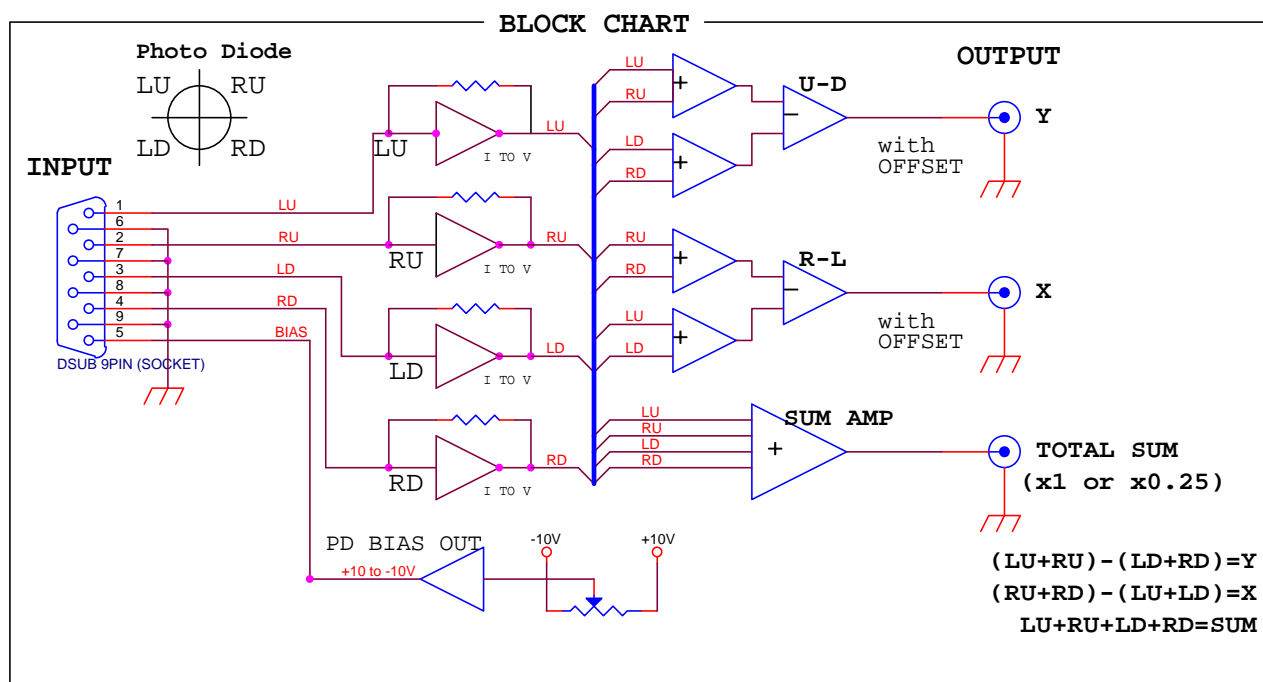 BLOCK CHART
Photo Diode
LU RU
LD RD
INPUT
1
6
2
7
3
8
4
9
5
DSUB 9PIN (SOCKET)
LU
RU
LD
RD
BIAS
LU
I TO V
LU
RU
I TO V
RU
LD
I TO V
LD
RD
I TO V
RD
LU
RU
+
LD
RD
+
U-D
-
with
OFFSET
RU
RD
+
LU
LD
+
R-L
-
with
OFFSET
LU
RU
LD
RD
SUM AMP
+
OUTPUT
Y
X
TOTAL SUM
(x1 or x0.25)
PD BIAS OUT
+10 to -10V
-10V
+10V
(LU+RU)-(LD+RD)=Y
(RU+RD)-(LU+LD)=X
LU+RU+LD+RD=SUM